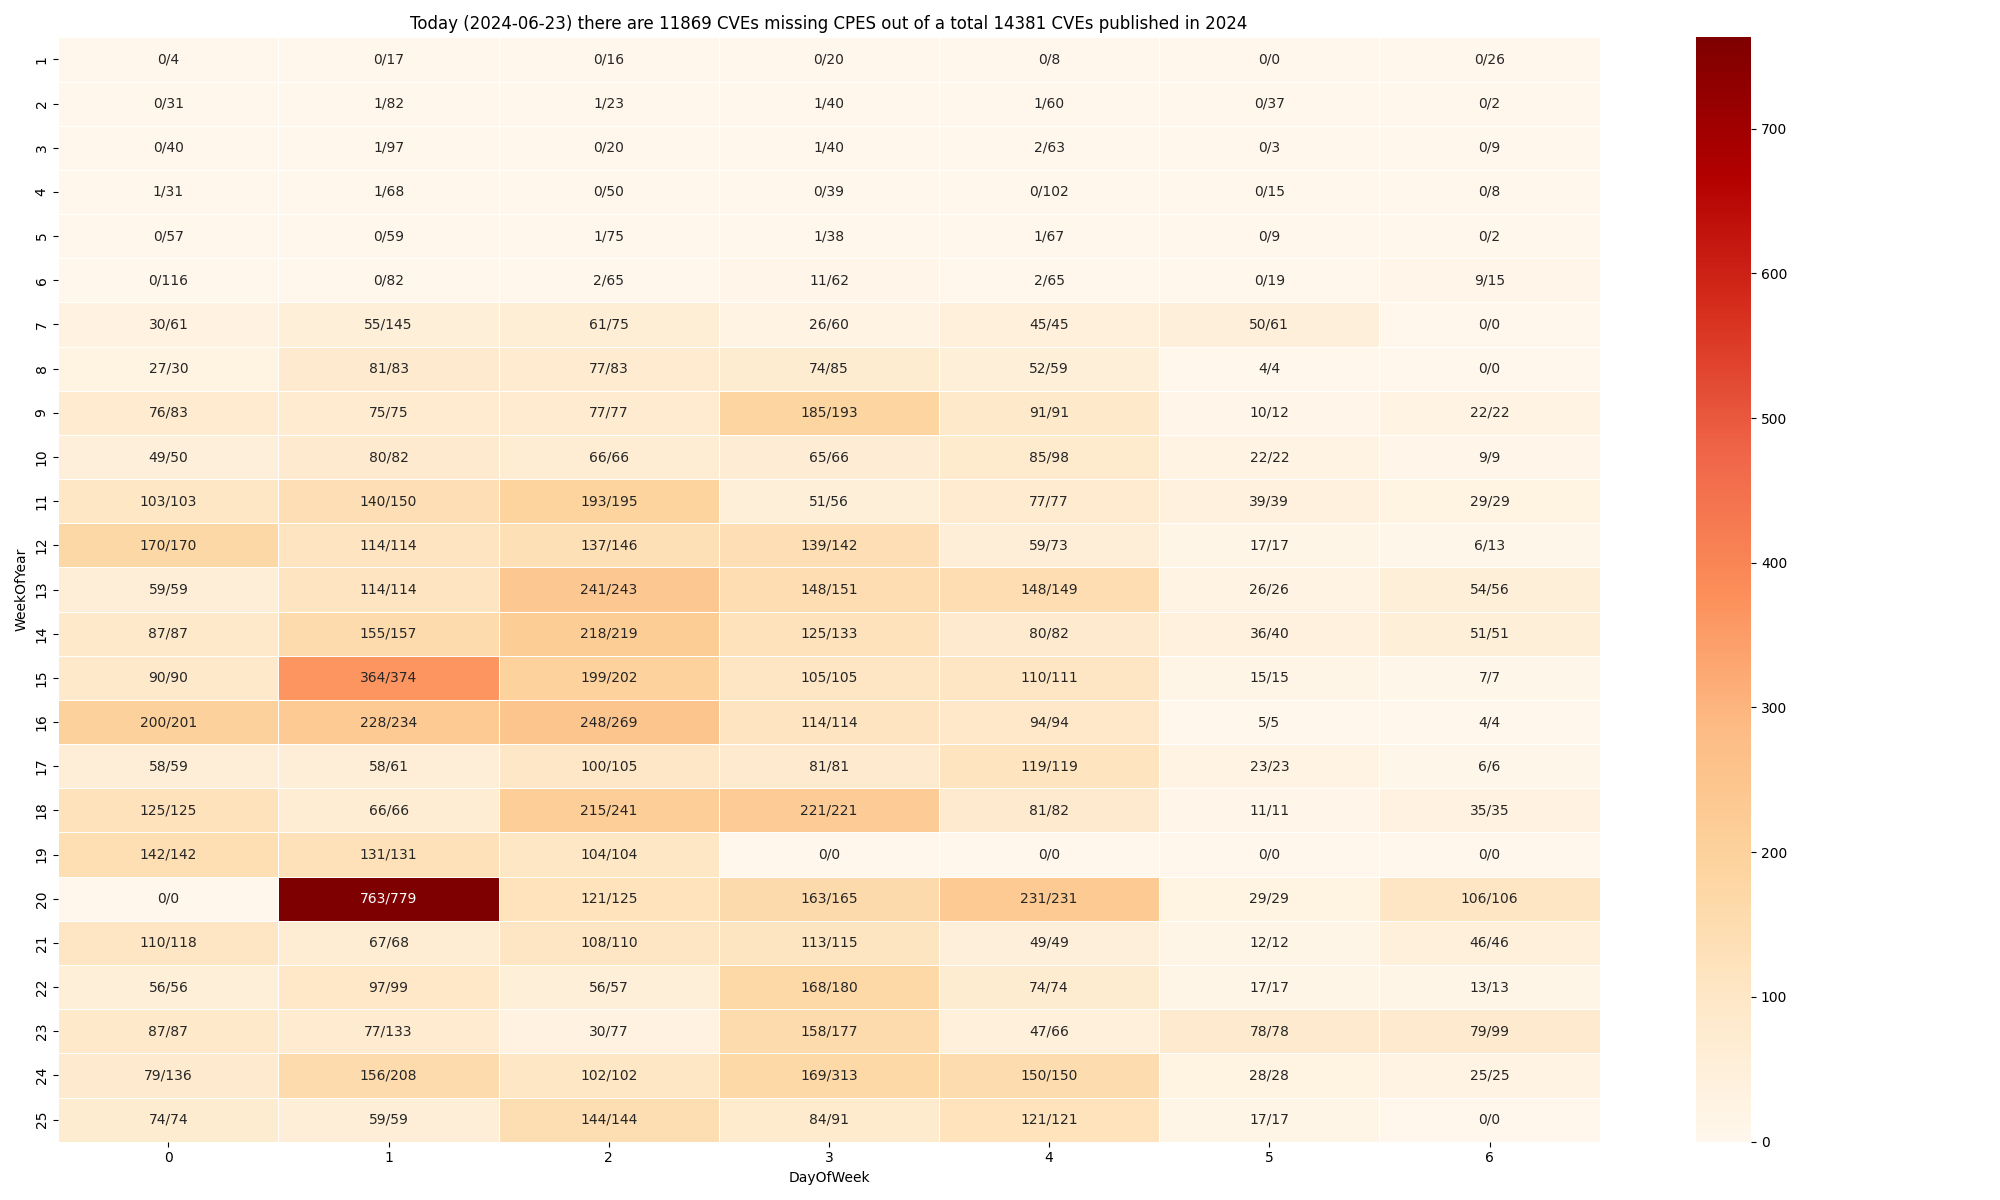 Today (2024-06-23) there are 11869 CVEs missing CPES out of a total 14381 CVEs published in 2024
1 0/4 0/17 0/16 0/20 0/8 0/0 0/26
2 0/31 1/82 1/23 1/40 1/60 0/37 0/2
700
3 0/40 1/97 0/20 1/40 2/63 0/3 0/9
4 1/31 1/68 0/50 0/39 0/102 0/15 0/8
5 0/57 0/59 1/75 1/38 1/67 0/9 0/2
600
6 0/116 0/82 2/65 11/62 2/65 0/19 9/15
7 30/61 55/145 61/75 26/60 45/45 50/61 0/0
8 27/30 81/83 77/83 74/85 52/59 4/4 0/0
9 76/83 75/75 77/77 185/193 91/91 10/12 22/22
500
10 49/50 80/82 66/66 65/66 85/98 22/22 9/9
11 103/103 140/150 193/195 51/56 77/77 39/39 29/29
12 170/170 114/114 137/146 139/142 59/73 17/17 6/13
400
WeekOfYear
13 59/59 114/114 241/243 148/151 148/149 26/26 54/56
14 87/87 155/157 218/219 125/133 80/82 36/40 51/51
15 90/90 364/374 199/202 105/105 110/111 15/15 7/7
300
16 200/201 228/234 248/269 114/114 94/94 5/5 4/4
17 58/59 58/61 100/105 81/81 119/119 23/23 6/6
18 125/125 66/66 215/241 221/221 81/82 11/11 35/35
200
19 142/142 131/131 104/104 0/0 0/0 0/0 0/0
20 0/0 763/779 121/125 163/165 231/231 29/29 106/106
21 110/118 67/68 108/110 113/115 49/49 12/12 46/46
22 56/56 97/99 56/57 168/180 74/74 17/17 13/13
100
23 87/87 77/133 30/77 158/177 47/66 78/78 79/99
24 79/136 156/208 102/102 169/313 150/150 28/28 25/25
25 74/74 59/59 144/144 84/91 121/121 17/17 0/0
0
0 1 2 3 4 5 6
DayOfWeek